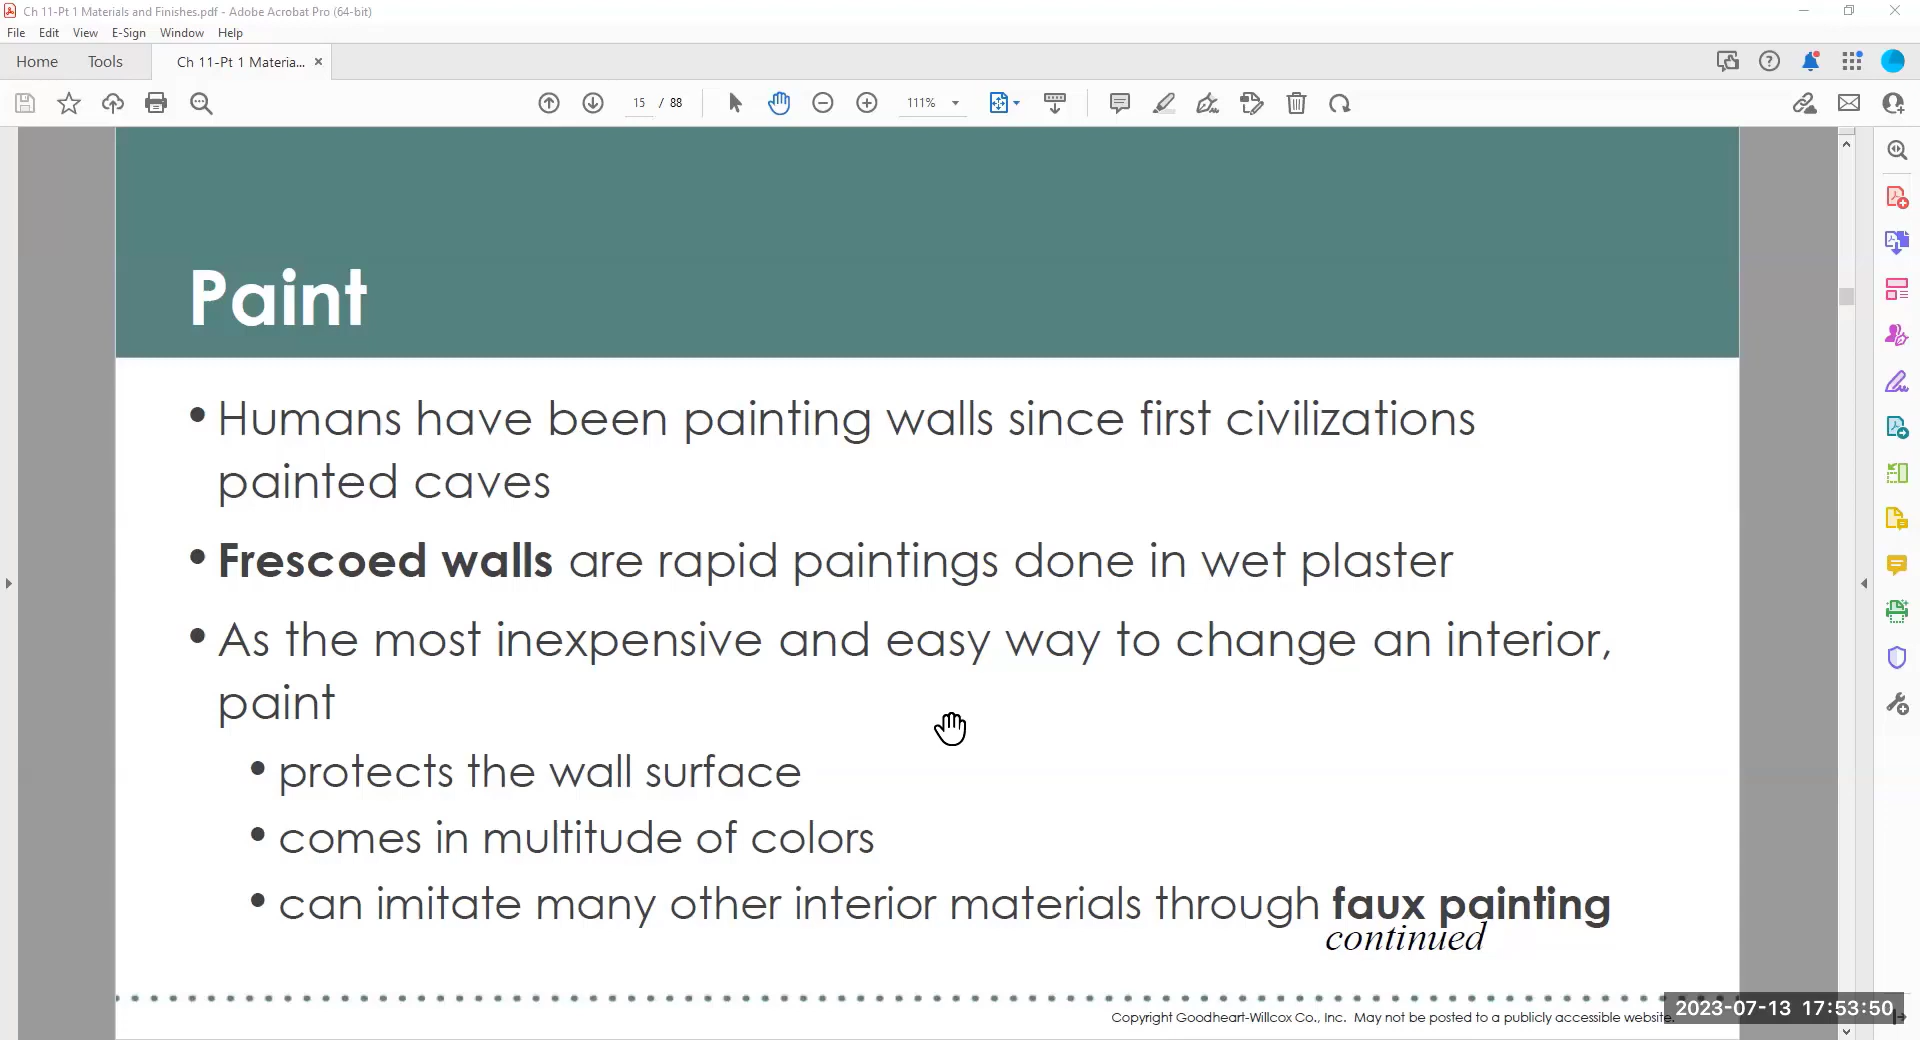 Ch 11-Pt 1 Materials and Finishes.pdf - Adobe Acrobat Pro (64-bit)
File Edit View E-Sign Window Help
Home Tools Ch 11-Pt 1 Materia...
15 / 88 111%
Paint
• Humans have been painting walls since first civilizations
painted caves
• Frescoed walls are rapid paintings done in wet plaster
• As the most inexpensive and easy way to change an interior,
paint
• protects the wall surface
• comes in multitude of colors
• can imitate many other interior materials through faux painting
continued
Copyright Goodheart-Willcox Co., Inc. May not be posted to a publicly accessible website.
2023-07-13 17:53:50